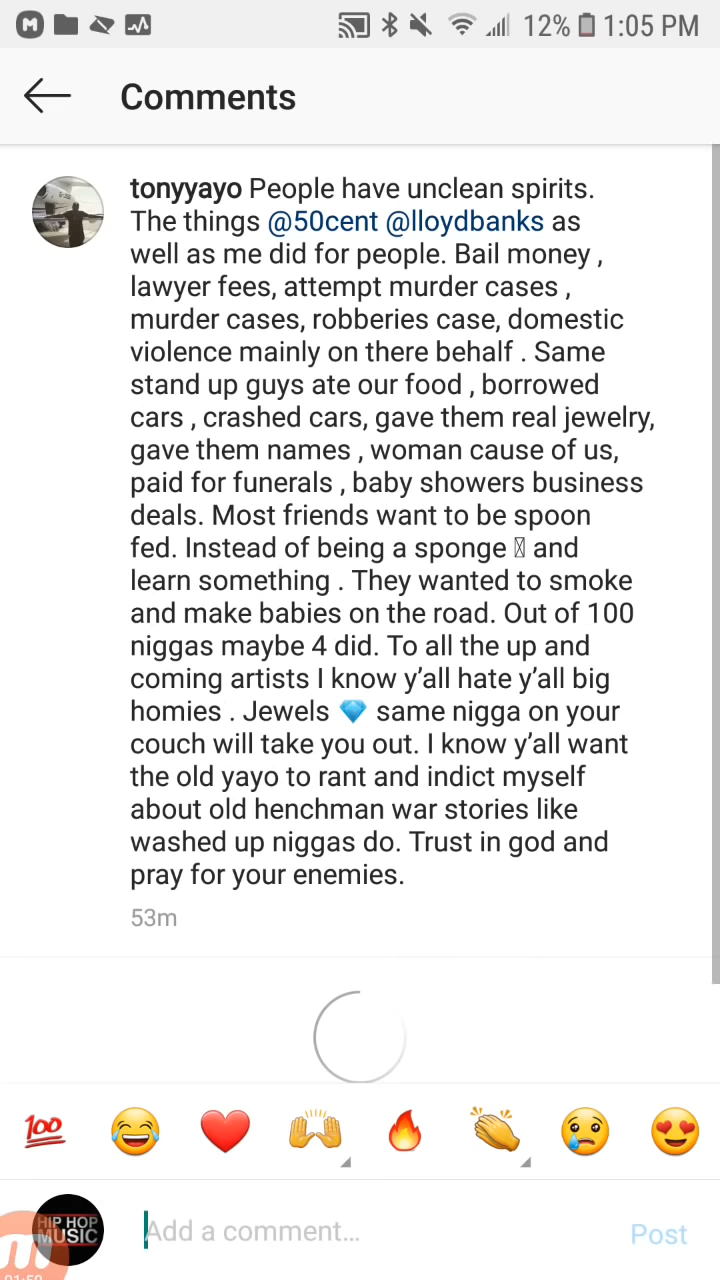 12% 1:05 PM
Comments
tonyyayo People have unclean spirits.
The things @50cent @lloydbanks as
well as me did for people. Bail money ,
lawyer fees, attempt murder cases ,
murder cases, robberies case, domestic
violence mainly on there behalf . Same
stand up guys ate our food , borrowed
cars , crashed cars, gave them real jewelry,
gave them names , woman cause of us,
paid for funerals , baby showers business
deals. Most friends want to be spoon
fed. Instead of being a sponge and
learn something . They wanted to smoke
and make babies on the road. Out of 100
niggas maybe 4 did. To all the up and
coming artists I know y’all hate y’all big
homies . Jewels 💎 same nigga on your
couch will take you out. I know y’all want
the old yayo to rant and indict myself
about old henchman war stories like
washed up niggas do. Trust in god and
pray for your enemies.
53m
💯 😂 ❤️ 🙌 🔥 👏 😢 😍
HIP HOP
MUSIC
Add a comment...
Post
01:59